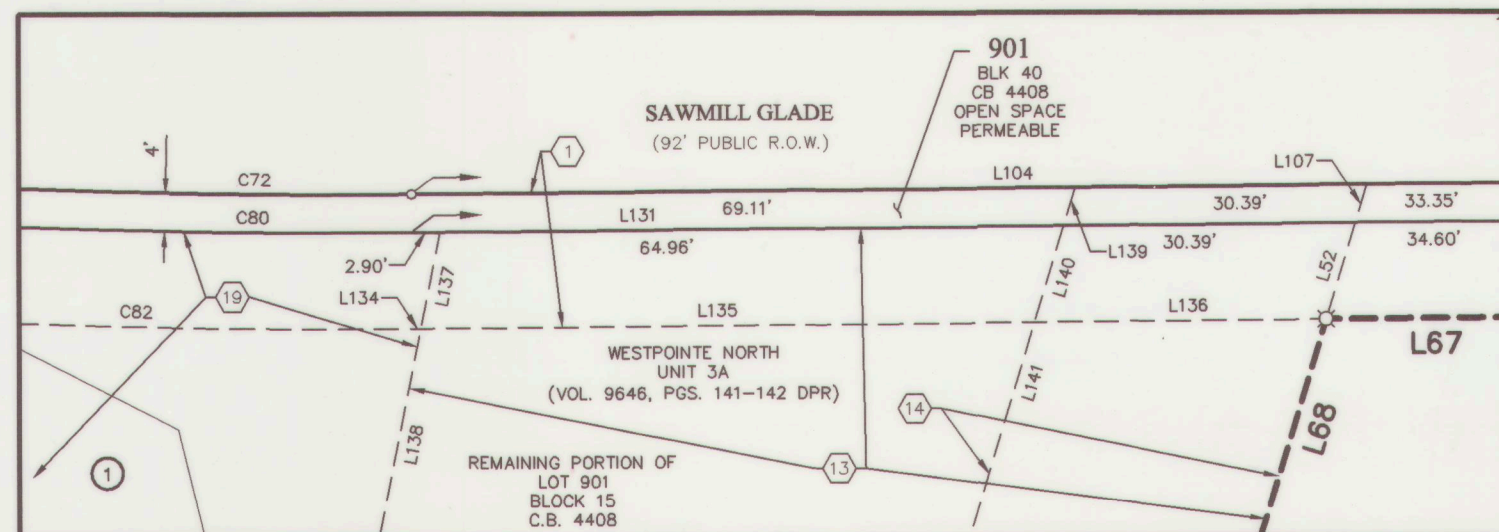 901
BLK 40
CB 4408
OPEN SPACE
PERMEABLE
SAWMILL GLADE
(92' PUBLIC R.O.W.)
4'
C72
1
L104
L107
C80
L131
69.11'
30.39'
33.35'
64.96'
L139
30.39'
34.60'
2.90'
L137
L140
L52
19
L134
C82
L135
L136
L67
WESTPOINTE NORTH
UNIT 3A
(VOL. 9646, PGS. 141-142 DPR)
L141
14
L68
L138
1
REMAINING PORTION OF
LOT 901
BLOCK 15
C.B. 4408
13